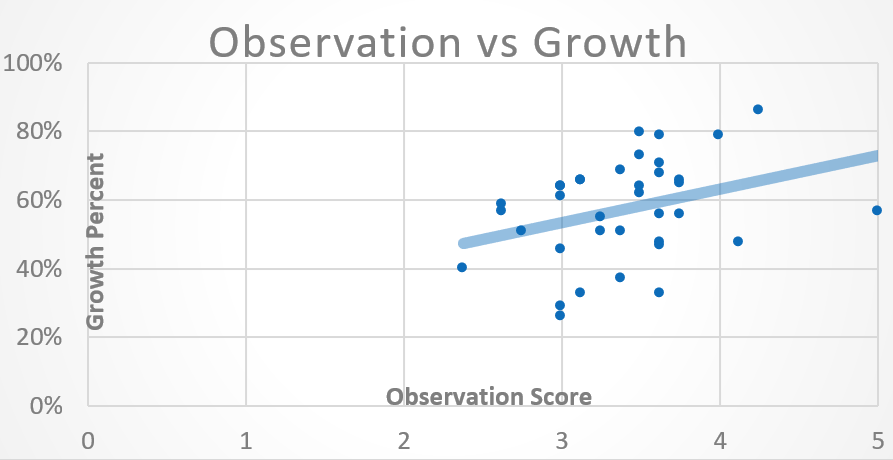 Observation vs Growth
100%
80%
60%
40%
20%
0%
Growth Percent
Observation Score
0 1 2 3 4 5